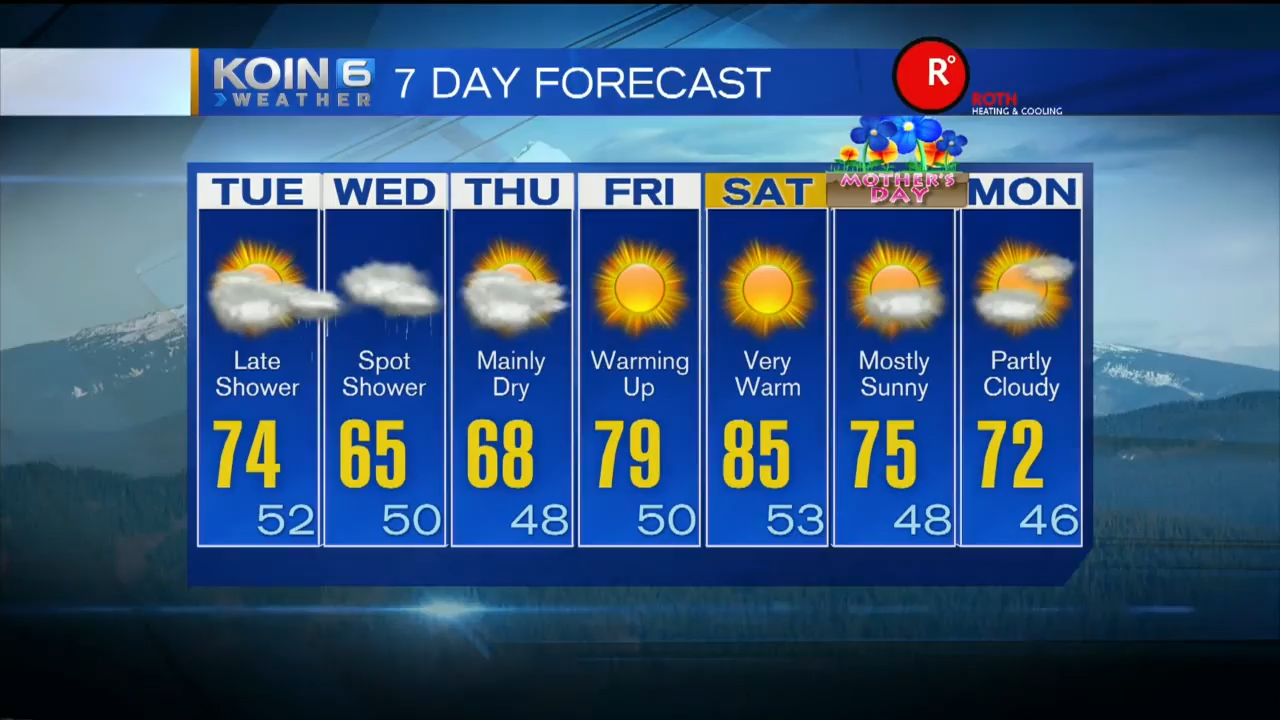 KOIN 6
WEATHER
7 DAY FORECAST
R°
ROTH
HEATING & COOLING
TUE
WED
THU
FRI
SAT
MOTHER'S
DAY
MON
Late
Shower
Spot
Shower
Mainly
Dry
Warming
Up
Very
Warm
Mostly
Sunny
Partly
Cloudy
74
65
68
79
85
75
72
52
50
48
50
53
48
46